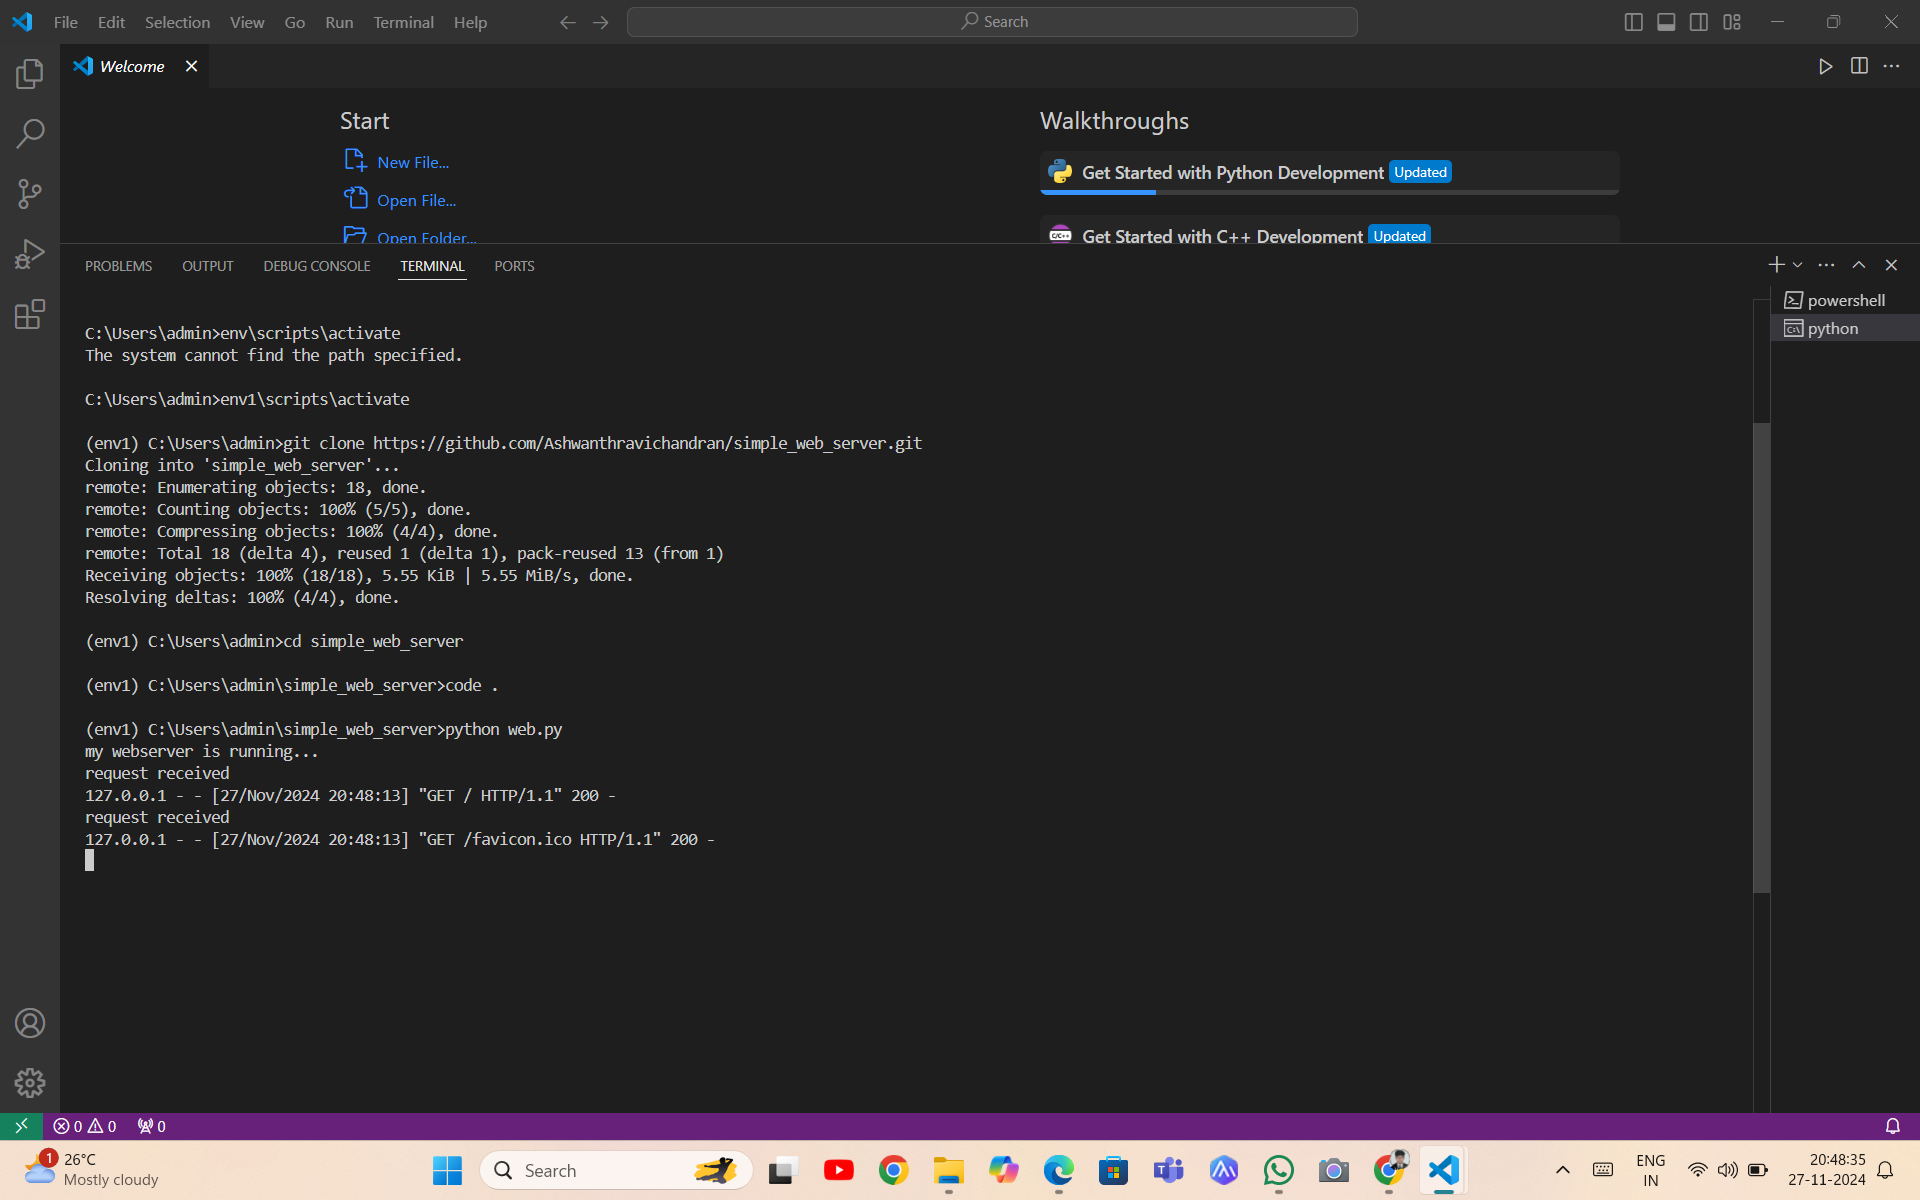 File Edit Selection View Go Run Terminal Help
Search
Welcome
Start
New File...
Open File...
Open Folder...
Walkthroughs
Get Started with Python Development Updated
C/C++ Get Started with C++ Development Updated
PROBLEMS OUTPUT DEBUG CONSOLE TERMINAL PORTS
powershell
python
C:\Users\admin>env\scripts\activate
The system cannot find the path specified.
C:\Users\admin>env1\scripts\activate
(env1) C:\Users\admin>git clone https://github.com/Ashwanthravichandran/simple_web_server.git
Cloning into 'simple_web_server'...
remote: Enumerating objects: 18, done.
remote: Counting objects: 100% (5/5), done.
remote: Compressing objects: 100% (4/4), done.
remote: Total 18 (delta 4), reused 1 (delta 1), pack-reused 13 (from 1)
Receiving objects: 100% (18/18), 5.55 KiB | 5.55 MiB/s, done.
Resolving deltas: 100% (4/4), done.
(env1) C:\Users\admin>cd simple_web_server
(env1) C:\Users\admin\simple_web_server>code .
(env1) C:\Users\admin\simple_web_server>python web.py
my webserver is running...
request received
127.0.0.1 - - [27/Nov/2024 20:48:13] "GET / HTTP/1.1" 200 -
request received
127.0.0.1 - - [27/Nov/2024 20:48:13] "GET /favicon.ico HTTP/1.1" 200 -
0 0 0
1
26°C
Mostly cloudy
Search
ENG
IN
20:48:35
27-11-2024